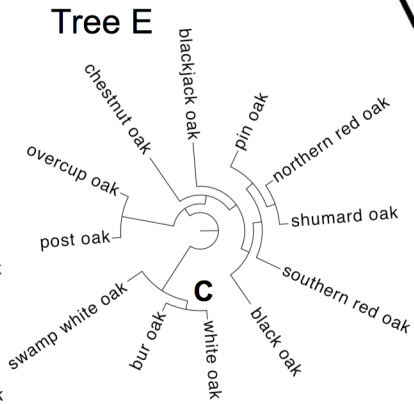 Tree E
blackjack oak
chestnut oak
pin oak
northern red oak
overcup oak
shumard oak
post oak
southern red oak
C
swamp white oak
bur oak
white oak
black oak